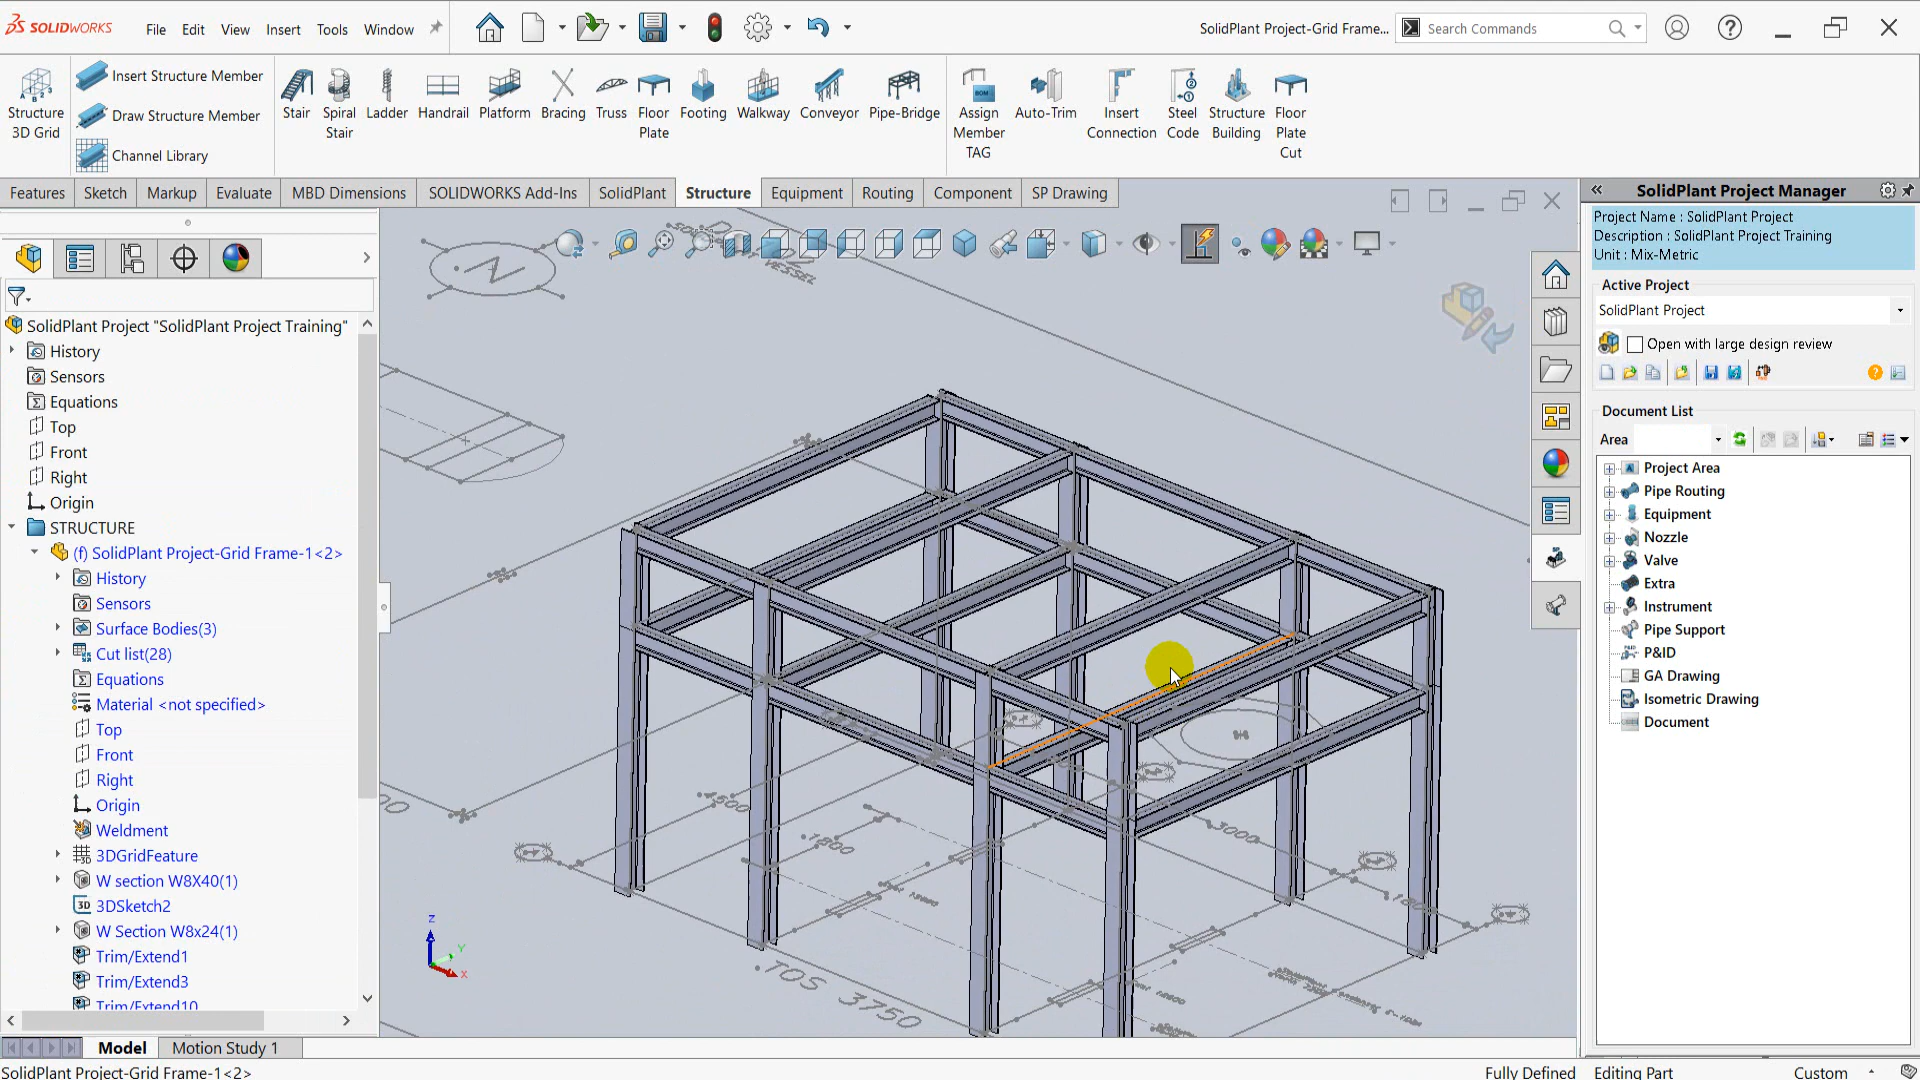 SOLIDWORKS
File Edit View Insert Tools Window
SolidPlant Project-Grid Frame...
Search Commands
Structure 3D Grid
Insert Structure Member
Draw Structure Member
Channel Library
Stair
Spiral Stair
Ladder
Handrail
Platform
Bracing
Truss
Floor Plate
Footing
Walkway
Conveyor
Pipe-Bridge
Assign Member TAG
Auto-Trim
Insert Connection
Steel Code
Structure Building
Floor Plate Cut
Features Sketch Markup Evaluate MBD Dimensions SOLIDWORKS Add-Ins SolidPlant Structure Equipment Routing Component SP Drawing
SolidPlant Project "SolidPlant Project Training"
History
Sensors
Equations
Top
Front
Right
Origin
STRUCTURE
(f) SolidPlant Project-Grid Frame-1<2>
History
Sensors
Surface Bodies(3)
Cut list(28)
Equations
Material <not specified>
Top
Front
Right
Origin
Weldment
3DGridFeature
W section W8X40(1)
3DSketch2
W Section W8x24(1)
Trim/Extend1
Trim/Extend3
Trim/Extend10
VESSEL
N
4500
1200
3000
TOS 3750
Z
Y
X
SolidPlant Project Manager
Project Name : SolidPlant Project
Description : SolidPlant Project Training
Unit : Mix-Metric
Active Project
SolidPlant Project
Open with large design review
Document List
Area
Project Area
Pipe Routing
Equipment
Nozzle
Valve
Extra
Instrument
Pipe Support
P&ID
GA Drawing
Isometric Drawing
Document
Model
Motion Study 1
SolidPlant Project-Grid Frame-1<2>
Fully Defined
Editing Part
Custom